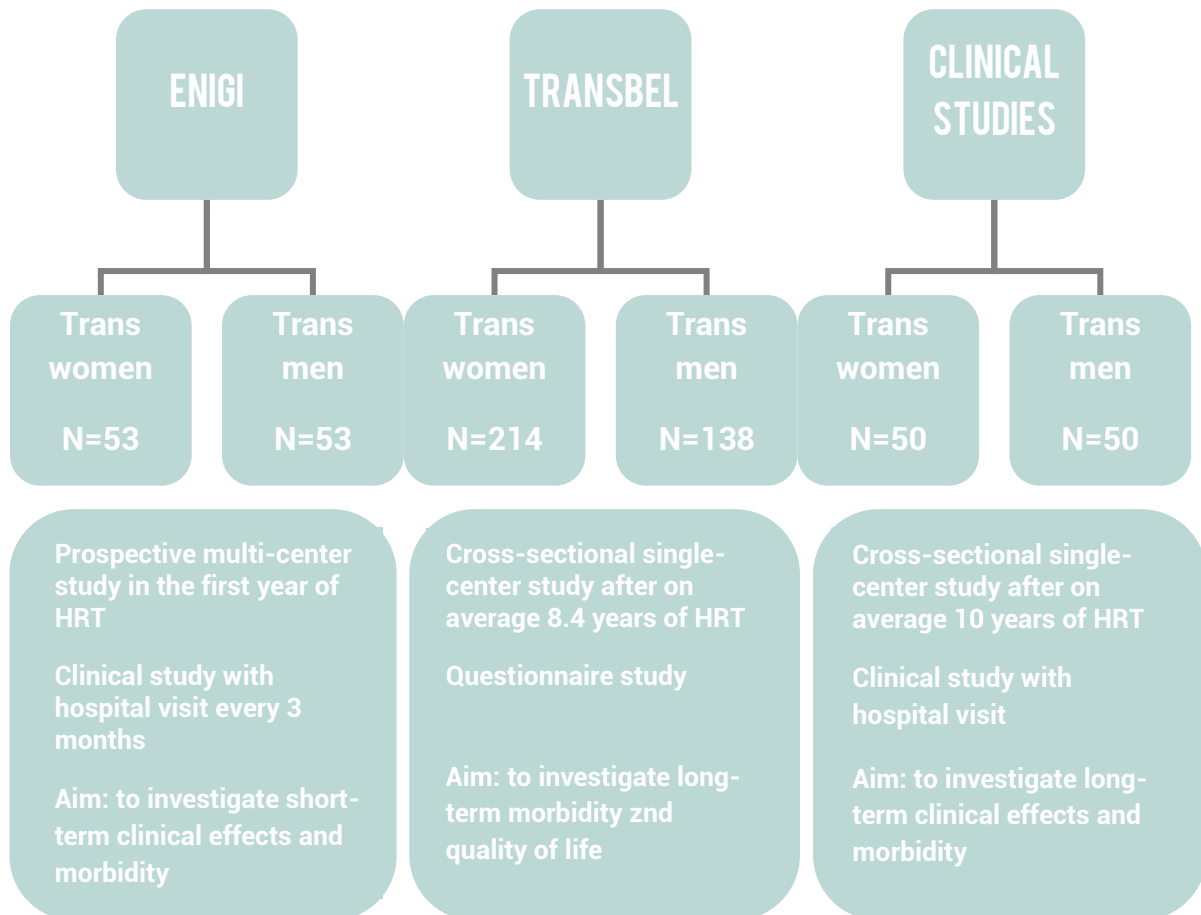 ENIGI
TRANSBEL
CLINICAL
STUDIES
Trans
women
N=53
Trans
men
N=53
Trans
women
N=214
Trans
men
N=138
Trans
women
N=50
Trans
men
N=50
Prospective multi-center
study in the first year of
HRT
Clinical study with
hospital visit every 3
months
Aim: to investigate short-
term clinical effects and
morbidity
Cross-sectional single-
center study after on
average 8.4 years of HRT
Questionnaire study
Aim: to investigate long-
term morbidity znd
quality of life
Cross-sectional single-
center study after on
average 10 years of HRT
Clinical study with
hospital visit
Aim: to investigate long-
term clinical effects and
morbidity